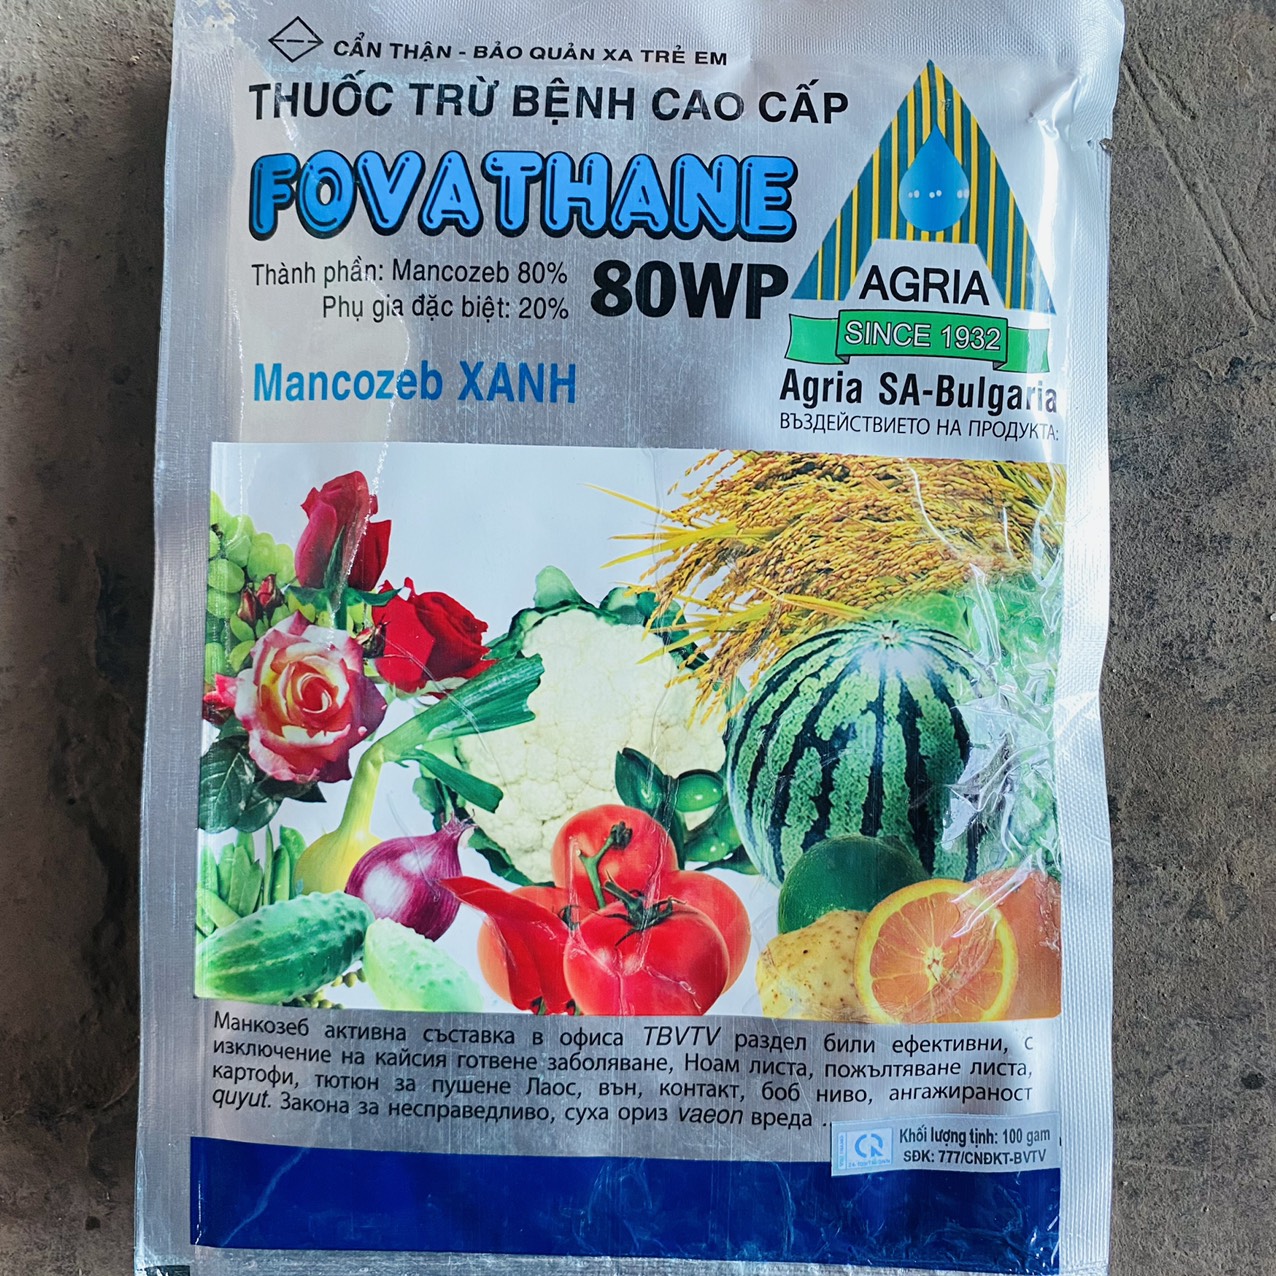 CẨN THẬN - BẢO QUẢN XA TRẺ EM
THUỐC TRỪ BỆNH CAO CẤP
FOVATHANE
Thành phần: Mancozeb 80%
Phụ gia đặc biệt: 20%
80WP
Mancozeb XANH
AGRIA
SINCE 1932
Agria SA-Bulgaria
ВЪЗДЕЙСТВИЕТО НА ПРОДУКТА:
Манкозеб активна съставка в офиса TBVTV раздел били ефективни, с
изключение на кайсия готвене заболяване, Ноам листа, пожълтяване листа,
картофи, тютюн за пушене Лаос, вън, контакт, боб ниво, ангажираност
quyut. Закона за несправедливо, суха ориз vaeon вреда ...
Khối lượng tịnh: 100 gam
SĐK: 777/CNĐKT-BVTV